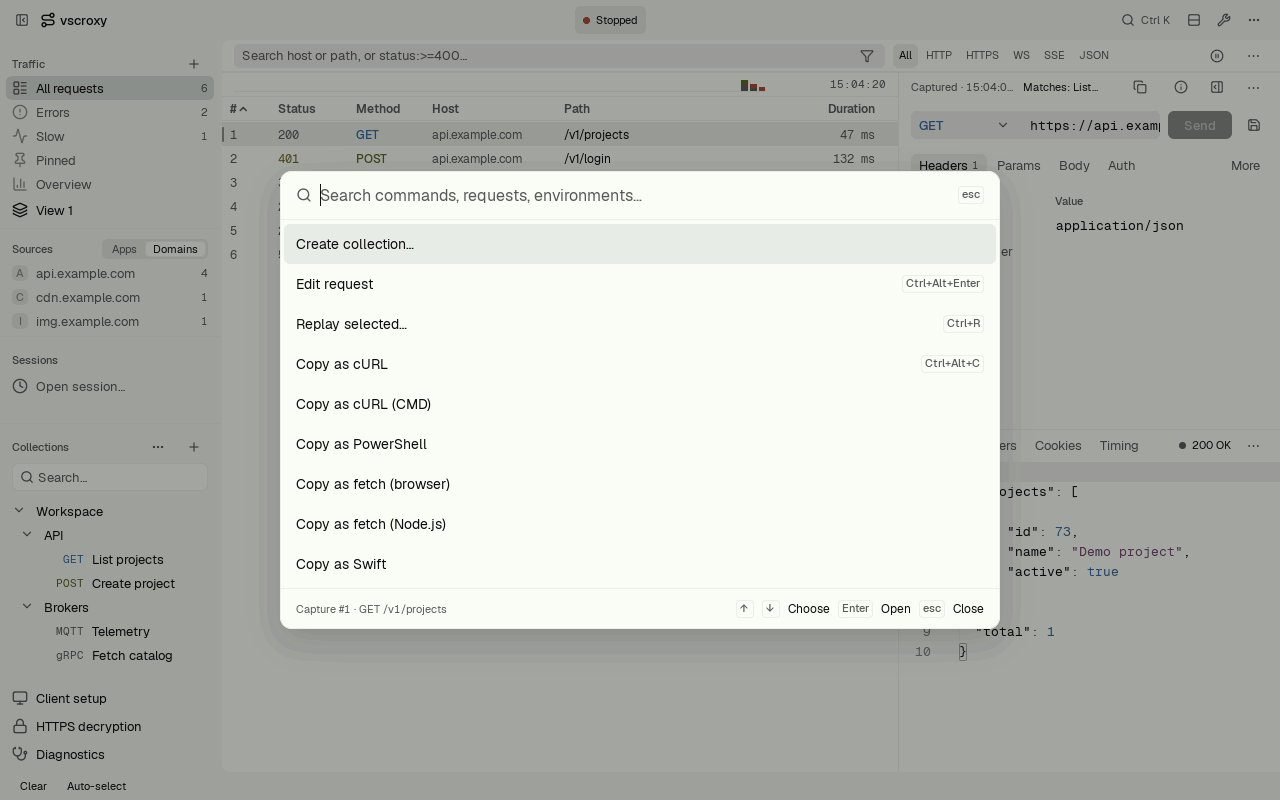 vscroxy
Stopped
Ctrl K
Traffic
All requests 6
Errors 2
Slow 1
Pinned
Overview
View 1
Sources Apps Domains
A api.example.com 4
C cdn.example.com 1
I img.example.com 1
Sessions
Open session...
Collections
Search...
Workspace
API
GET List projects
POST Create project
Brokers
MQTT Telemetry
gRPC Fetch catalog
Client setup
HTTPS decryption
Diagnostics
Clear Auto-select
Search host or path, or status:>=400...
All HTTP HTTPS WS SSE JSON
15:04:20
# Status Method Host Path Duration
1 200 GET api.example.com /v1/projects 47 ms
2 401 POST api.example.com /v1/login 132 ms
3
4
5
6
Captured · 15:04:0... Matches: List...
GET https://api.examp Send
Headers 1 Params Body Auth More
Value
application/json
Cookies Timing 200 OK
"id": 73,
"name": "Demo project",
"active": true
9 "total": 1
10 }
Search commands, requests, environments... esc
Create collection...
Edit request Ctrl+Alt+Enter
Replay selected... Ctrl+R
Copy as cURL Ctrl+Alt+C
Copy as cURL (CMD)
Copy as PowerShell
Copy as fetch (browser)
Copy as fetch (Node.js)
Copy as Swift
Capture #1 · GET /v1/projects ↑ ↓ Choose Enter Open esc Close